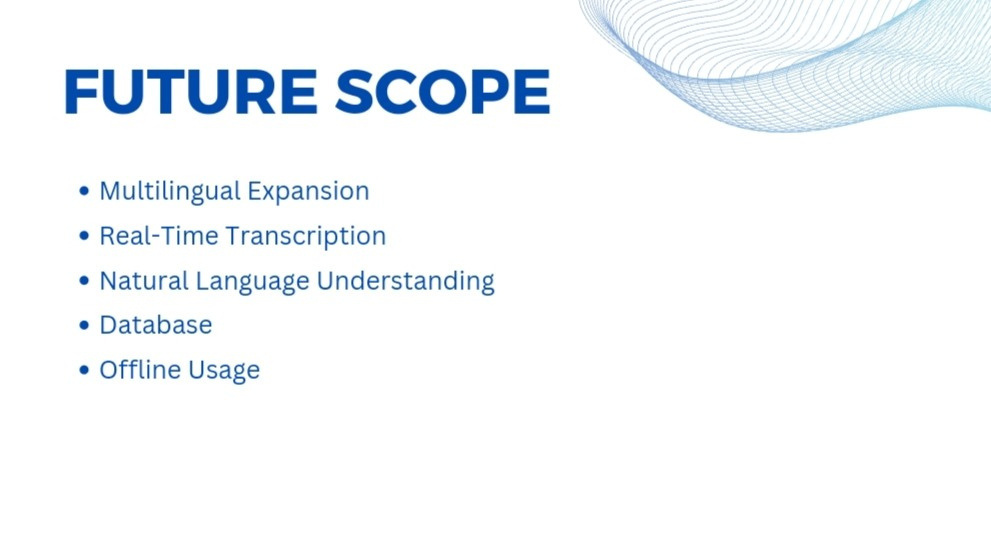 FUTURE SCOPE
• Multilingual Expansion
• Real-Time Transcription
• Natural Language Understanding
• Database
• Offline Usage